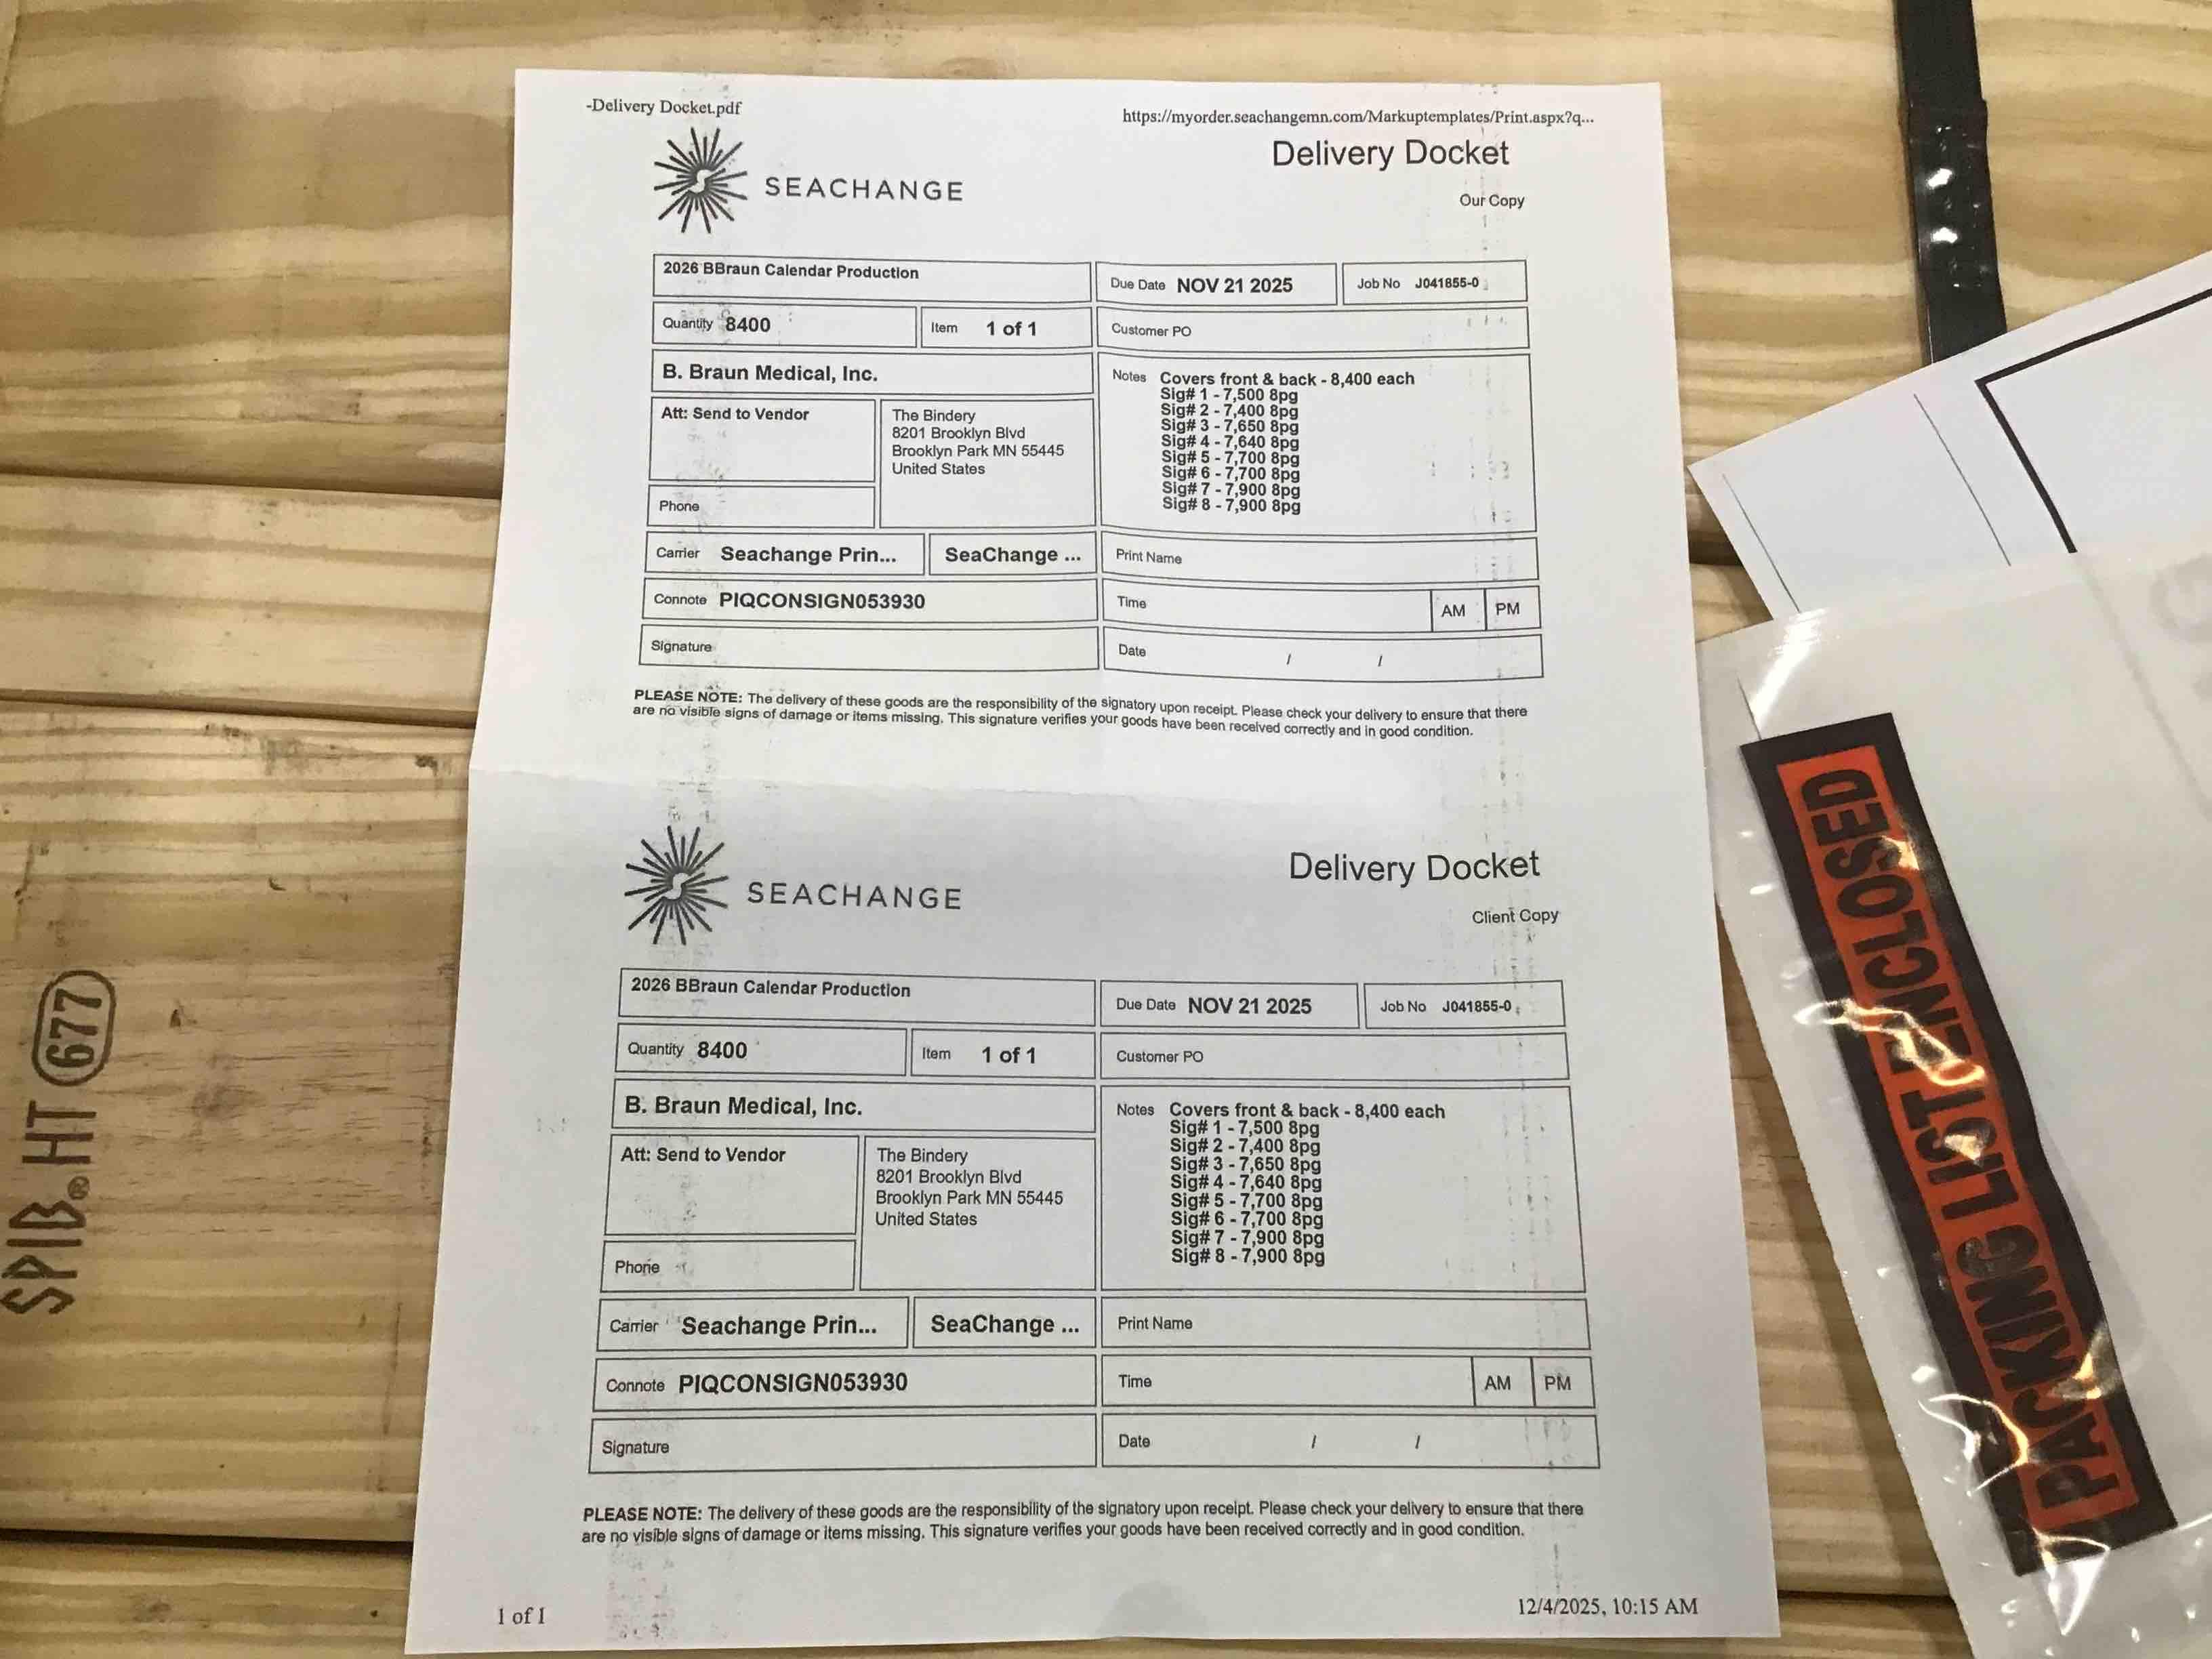 -Delivery Docket.pdf
https://myorder.seachangemn.com/Markuptemplates/Print.aspx?q...
SEACHANGE
Delivery Docket
Our Copy
2026 BBraun Calendar Production
Due Date NOV 21 2025
Job No J041855-0
Quantity 8400
Item 1 of 1
Customer PO
B. Braun Medical, Inc.
Notes Covers front & back - 8,400 each
Sig# 1 - 7,500 8pg
Sig# 2 - 7,400 8pg
Sig# 3 - 7,650 8pg
Sig# 4 - 7,640 8pg
Sig# 5 - 7,700 8pg
Sig# 6 - 7,700 8pg
Sig# 7 - 7,900 8pg
Sig# 8 - 7,900 8pg
Att: Send to Vendor
The Bindery
8201 Brooklyn Blvd
Brooklyn Park MN 55445
United States
Phone
Carrier Seachange Prin...
SeaChange ...
Print Name
Connote PIQCONSIGN053930
Time
AM
PM
Signature
Date / /
PLEASE NOTE: The delivery of these goods are the responsibility of the signatory upon receipt. Please check your delivery to ensure that there
are no visible signs of damage or items missing. This signature verifies your goods have been received correctly and in good condition.
SEACHANGE
Delivery Docket
Client Copy
2026 BBraun Calendar Production
Due Date NOV 21 2025
Job No J041855-0
Quantity 8400
Item 1 of 1
Customer PO
B. Braun Medical, Inc.
Notes Covers front & back - 8,400 each
Sig# 1 - 7,500 8pg
Sig# 2 - 7,400 8pg
Sig# 3 - 7,650 8pg
Sig# 4 - 7,640 8pg
Sig# 5 - 7,700 8pg
Sig# 6 - 7,700 8pg
Sig# 7 - 7,900 8pg
Sig# 8 - 7,900 8pg
Att: Send to Vendor
The Bindery
8201 Brooklyn Blvd
Brooklyn Park MN 55445
United States
Phone
Carrier Seachange Prin...
SeaChange ...
Print Name
Connote PIQCONSIGN053930
Time
AM
PM
Signature
Date / /
PLEASE NOTE: The delivery of these goods are the responsibility of the signatory upon receipt. Please check your delivery to ensure that there
are no visible signs of damage or items missing. This signature verifies your goods have been received correctly and in good condition.
1 of 1
12/4/2025, 10:15 AM
SPIB® HT 677
PACKING LIST ENCLOSED